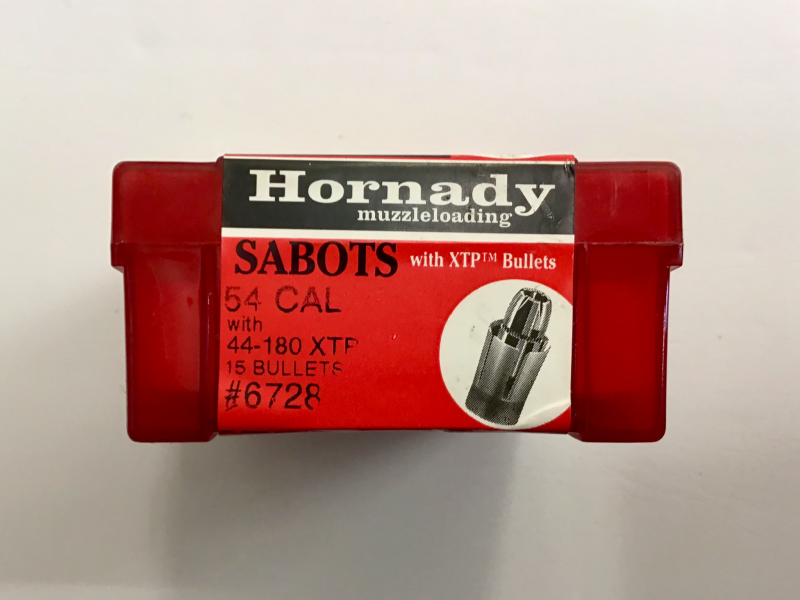 Hornady
muzzleloading
SABOTS with XTP™ Bullets
54 CAL
with
44-180 XTP
15 BULLETS
#6728